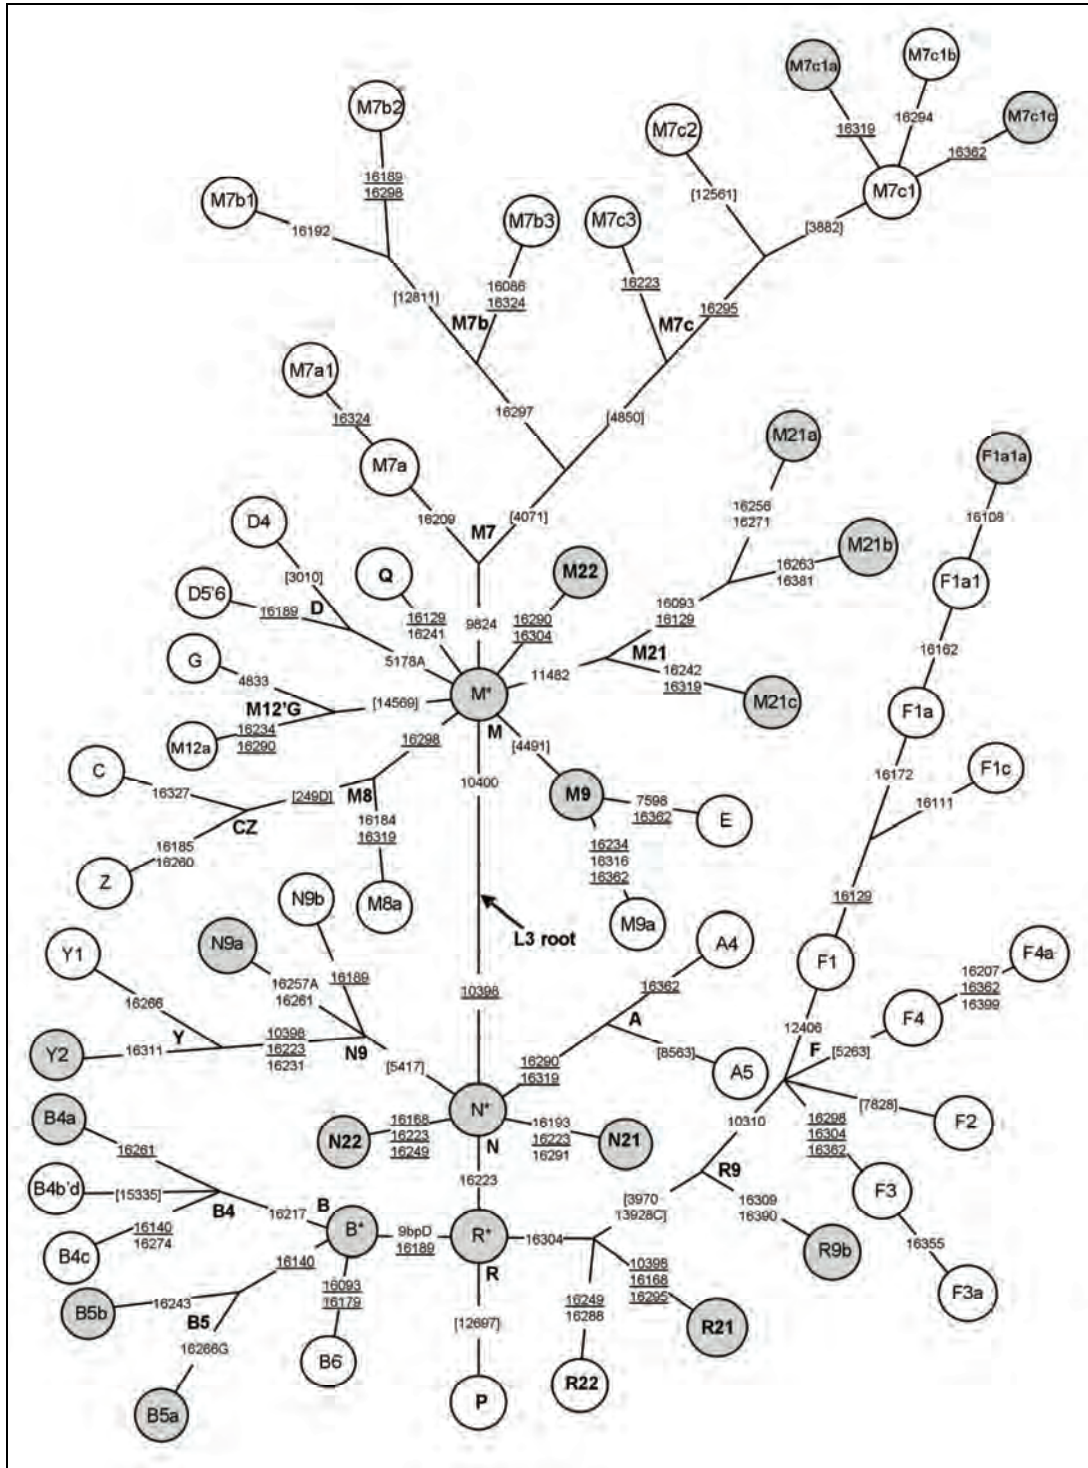 M7c1a
M7c1b
M7c1c
M7b2
M7c2
16319
16294
16362
M7c1
16189
16298
[12561]
M7b1
M7b3
M7c3
16192
[3882]
16086
16324
16223
[12811]
M7b
M7c
16295
M7a1
16297
[4850]
16324
M21a
F1a1a
M7a
16209
M7
[4071]
16256
16271
16108
D4
M21b
[3010]
Q
M22
16263
16381
F1a1
D5'6
16189
D
16129
16241
9824
16290
16304
16093
16129
G
5178A
11482
M21
16242
16319
16162
4833
M*
M21c
F1a
M12'G
[14569]
M12a
16234
16290
M
[4491]
C
16298
10400
16172
F1c
16327
[249D]
M8
M9
7598
16362
E
16111
CZ
16184
16319
16185
16260
16234
16316
16362
Z
N9b
M8a
L3 root
M9a
16129
N9a
A4
Y1
16257A
16261
16189
F1
F4a
16266
10398
16362
16207
16362
16399
Y
10398
16223
16231
A
12406
F4
Y2
16311
N9
[8563]
A5
F
[5263]
[5417]
16290
16319
B4a
N*
10310
[7828]
F2
N22
16168
16223
16249
N
16193
16223
16291
N21
16298
16304
16362
16261
B4b'd
[15335]
16223
R9
F3
B4
16217
B
[3970
13928C]
16309
16390
16140
16274
B*
9bpD
16189
R*
16304
R9b
16355
B4c
16140
R
10398
16168
16295
F3a
B5b
16243
16093
16179
16249
16288
R21
B5
[12697]
16266G
B6
R22
P
B5a